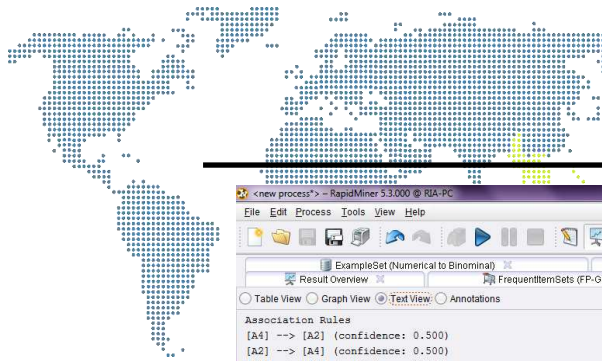 <new process*> – RapidMiner 5.3.000 @ RIA-PC
File Edit Process Tools View Help
ExampleSet (Numerical to Binominal)
Result Overview FrequentItemSets (FP-G
Table View Graph View Text View Annotations
Association Rules
[A4] --> [A2] (confidence: 0.500)
[A2] --> [A4] (confidence: 0.500)